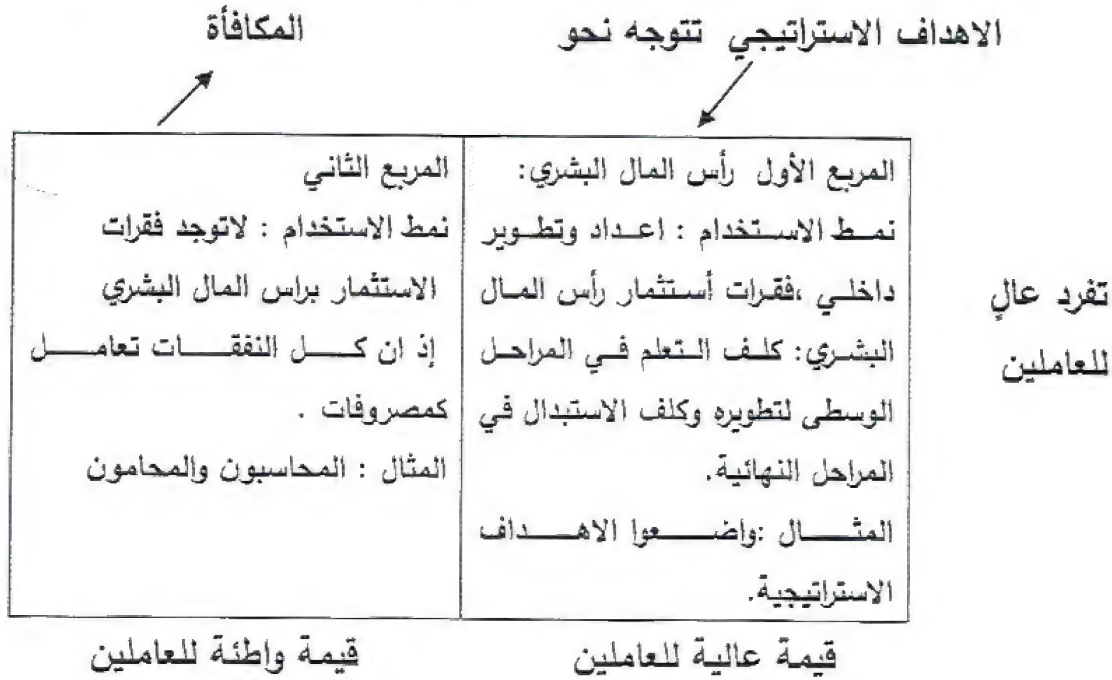 الاهداف الاستراتيجي تتوجه نحو
المكافأة
المربع الأول رأس المال البشري:
نمط الاستخدام : اعداد وتطوير
داخلي ،فقرات أستثمار رأس المال
البشري: كلف التعلم في المراحل
الوسطى لتطويره وكلف الاستبدال في
المراحل النهائية.
المثال :واضعوا الاهداف
الاستراتيجية.
المربع الثاني
نمط الاستخدام : لاتوجد فقرات
الاستثمار براس المال البشري
إذ ان كل النفقات تعامل
كمصروفات .
المثال : المحاسبون والمحامون
تفرد عالٍ
للعاملين
قيمة عالية للعاملين
قيمة واطئة للعاملين